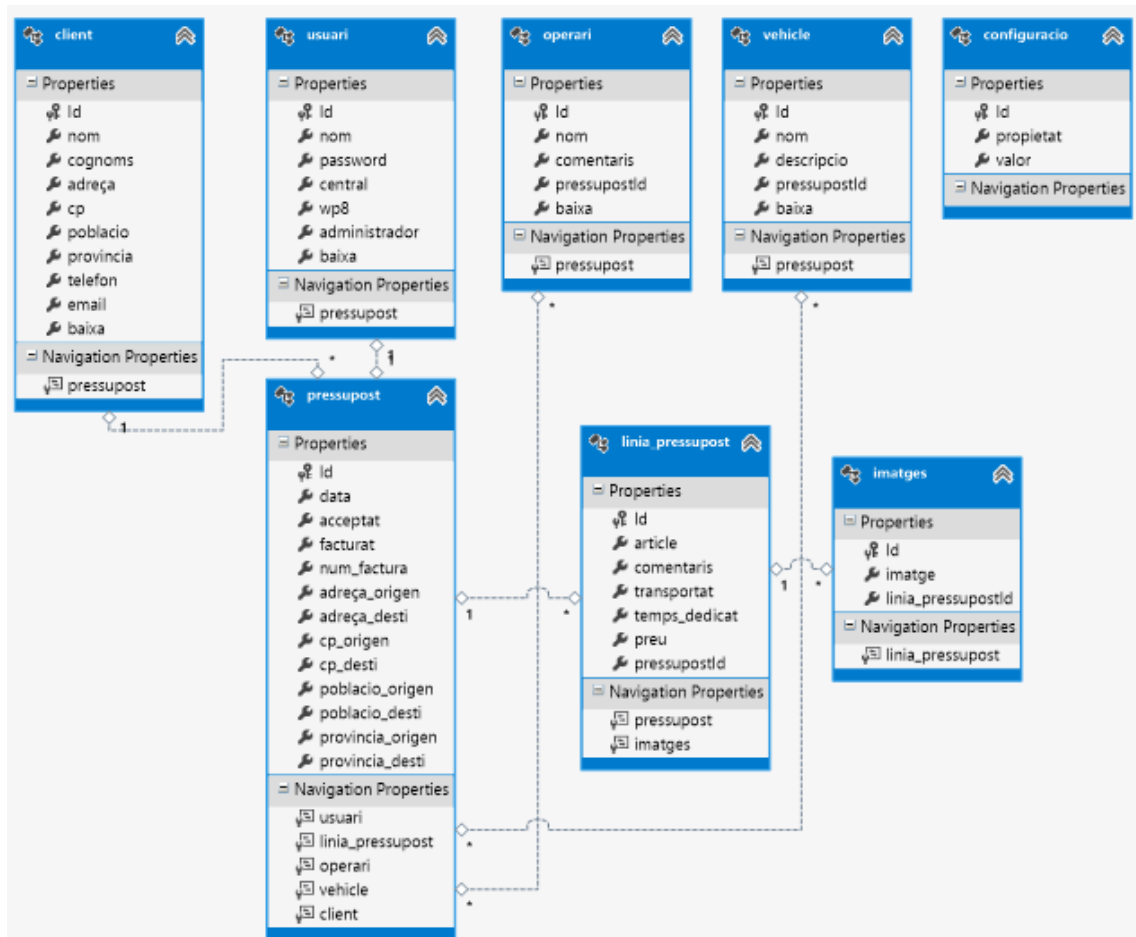 client
Properties
Id
nom
cognoms
adreça
cp
poblacio
provincia
telefon
email
baixa
Navigation Properties
pressupost
1
*
usuari
Properties
Id
nom
password
central
wp8
administrador
baixa
Navigation Properties
pressupost
1
operari
Properties
Id
nom
comentaris
pressupostId
baixa
Navigation Properties
pressupost
*
vehicle
Properties
Id
nom
descripcio
pressupostId
baixa
Navigation Properties
pressupost
*
configuracio
Properties
Id
propietat
valor
Navigation Properties
pressupost
Properties
Id
data
acceptat
facturat
num_factura
adreça_origen
adreça_desti
cp_origen
cp_desti
poblacio_origen
poblacio_desti
provincia_origen
provincia_desti
Navigation Properties
usuari
linia_pressupost
operari
vehicle
client
1
*
*
*
linia_pressupost
Properties
Id
article
comentaris
transportat
temps_dedicat
preu
pressupostId
Navigation Properties
pressupost
imatges
1
*
imatges
Properties
Id
imatge
linia_pressupostId
Navigation Properties
linia_pressupost